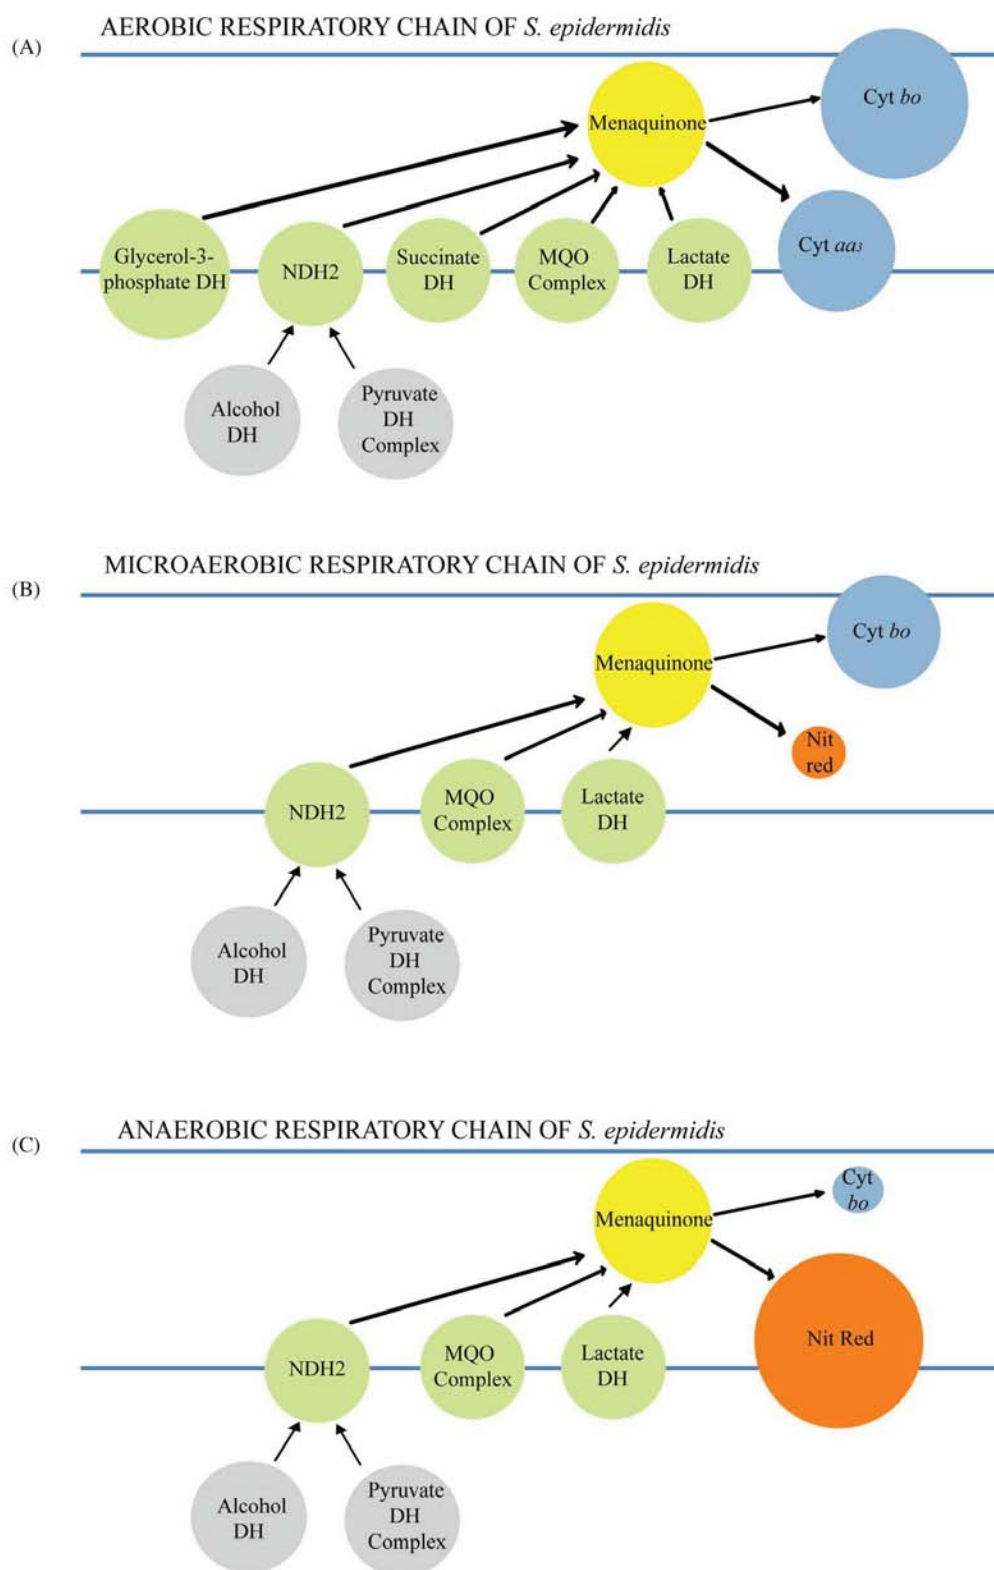 (A)
AEROBIC RESPIRATORY CHAIN OF S. epidermidis
Menaquinone
Cyt bo
Glycerol-3-
phosphate DH
NDH2
Succinate
DH
MQO
Complex
Lactate
DH
Cyt aa₃
Alcohol
DH
Pyruvate
DH
Complex
(B)
MICROAEROBIC RESPIRATORY CHAIN OF S. epidermidis
Menaquinone
Cyt bo
Nit
red
NDH2
MQO
Complex
Lactate
DH
Alcohol
DH
Pyruvate
DH
Complex
(C)
ANAEROBIC RESPIRATORY CHAIN OF S. epidermidis
Menaquinone
Cyt
bo
NDH2
MQO
Complex
Lactate
DH
Nit Red
Alcohol
DH
Pyruvate
DH
Complex